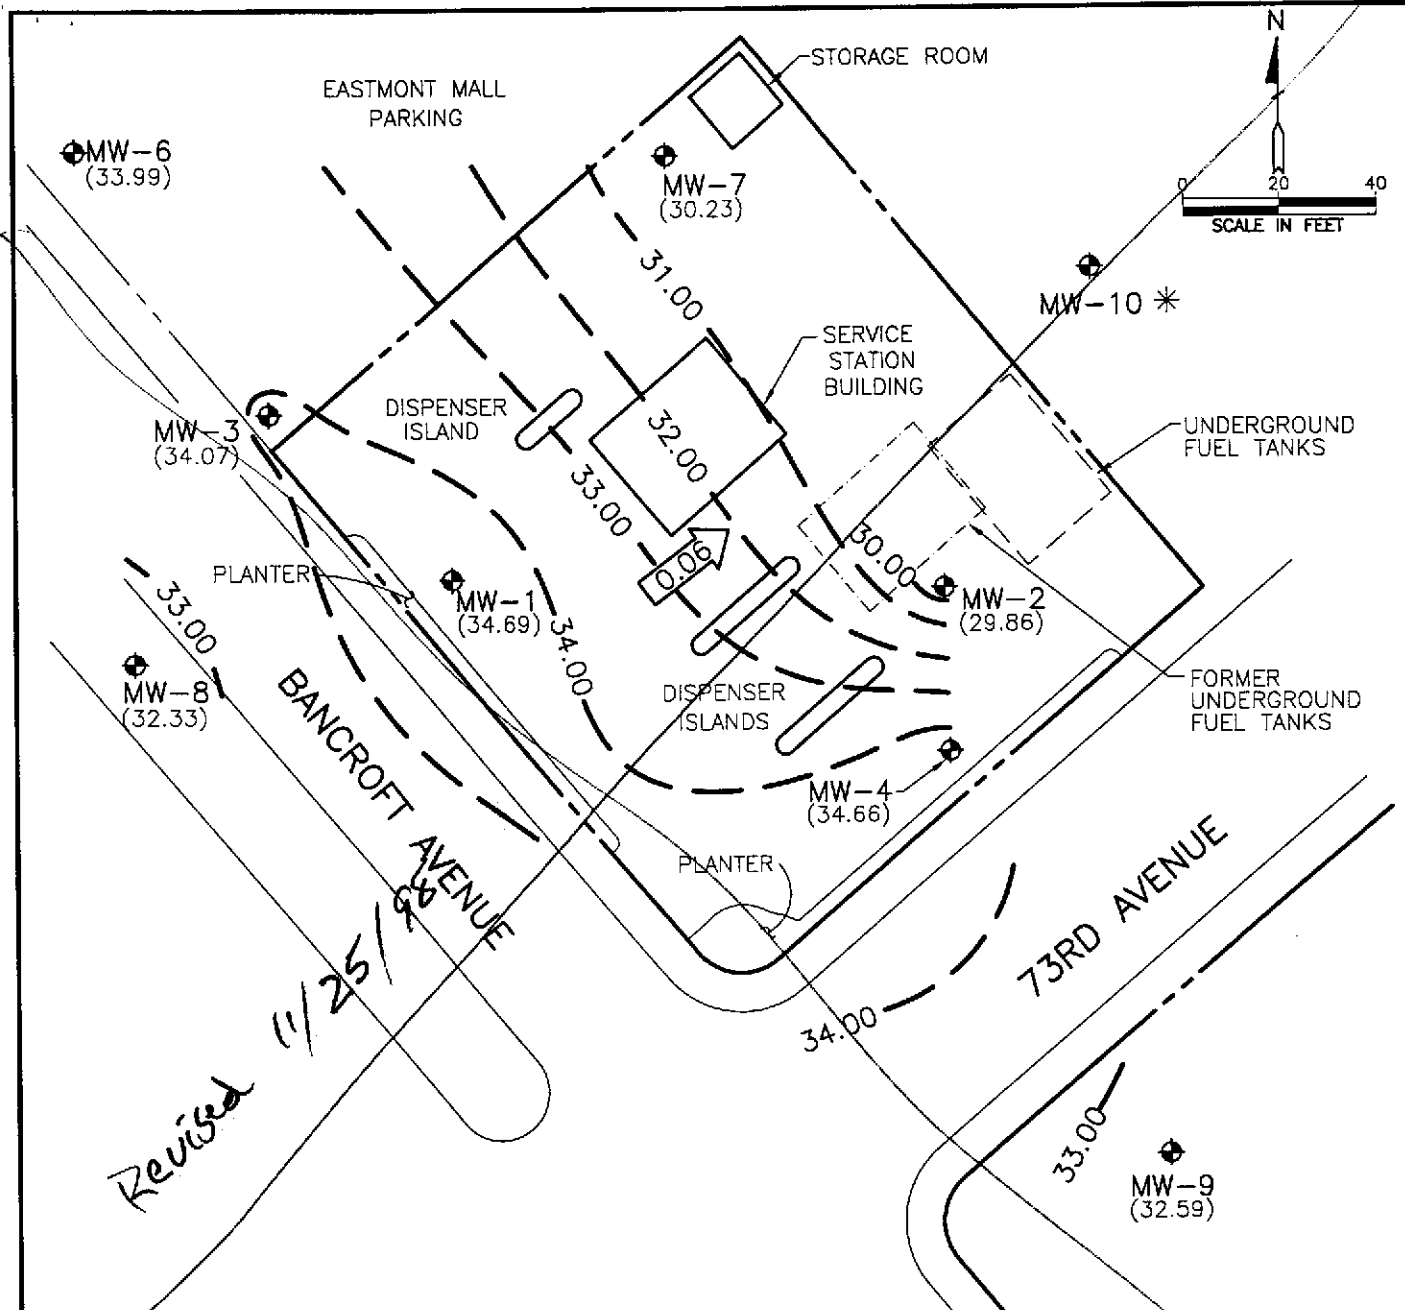 N
STORAGE ROOM
EASTMONT MALL
PARKING
MW-6
(33.99)
MW-7
(30.23)
0 20 40
SCALE IN FEET
31.00
MW-10 *
SERVICE
STATION
BUILDING
DISPENSER
ISLAND
MW-3
(34.07)
32.00
UNDERGROUND
FUEL TANKS
33.00
30.00
0.06
PLANTER
MW-1
(34.69)
MW-2
(29.86)
33.00
34.00
MW-8
(32.33)
BANCROFT AVENUE
DISPENSER
ISLANDS
FORMER
UNDERGROUND
FUEL TANKS
MW-4
(34.66)
PLANTER
73RD AVENUE
34.00
Revised 11/25/98
33.00
MW-9
(32.59)